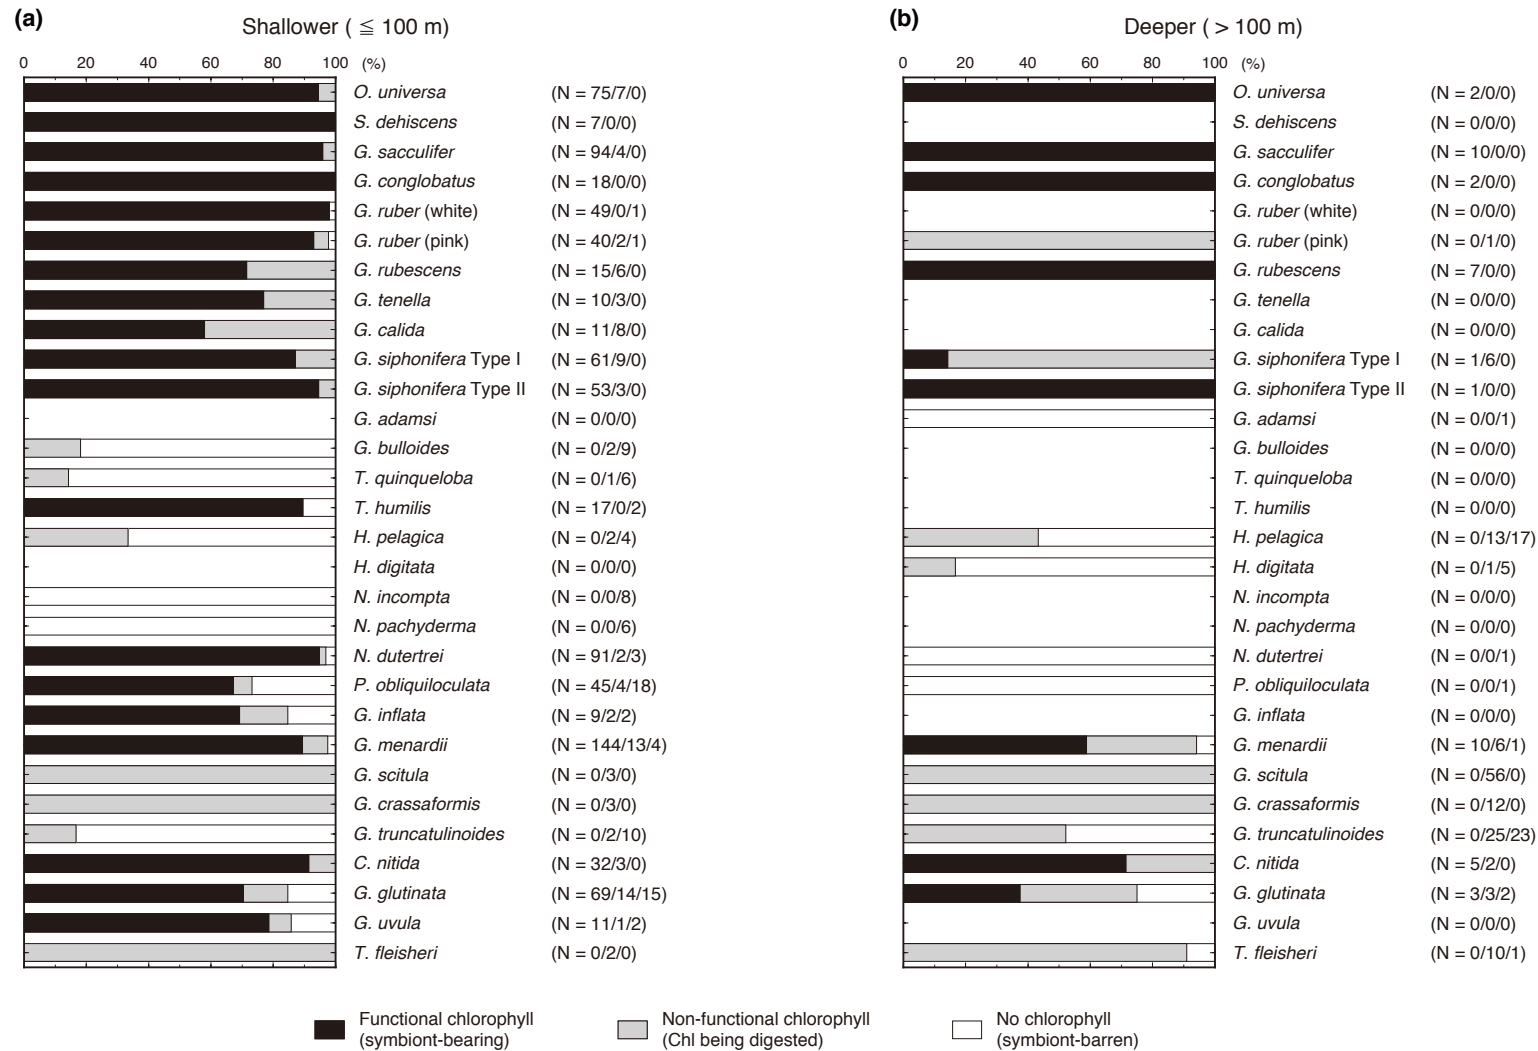 (a)
Shallower ( ≦ 100 m)
0 20 40 60 80 100 (%)
O. universa (N = 75/7/0)
S. dehiscens (N = 7/0/0)
G. sacculifer (N = 94/4/0)
G. conglobatus (N = 18/0/0)
G. ruber (white) (N = 49/0/1)
G. ruber (pink) (N = 40/2/1)
G. rubescens (N = 15/6/0)
G. tenella (N = 10/3/0)
G. calida (N = 11/8/0)
G. siphonifera Type I (N = 61/9/0)
G. siphonifera Type II (N = 53/3/0)
G. adamsi (N = 0/0/0)
G. bulloides (N = 0/2/9)
T. quinqueloba (N = 0/1/6)
T. humilis (N = 17/0/2)
H. pelagica (N = 0/2/4)
H. digitata (N = 0/0/0)
N. incompta (N = 0/0/8)
N. pachyderma (N = 0/0/6)
N. dutertrei (N = 91/2/3)
P. obliquiloculata (N = 45/4/18)
G. inflata (N = 9/2/2)
G. menardii (N = 144/13/4)
G. scitula (N = 0/3/0)
G. crassaformis (N = 0/3/0)
G. truncatulinoides (N = 0/2/10)
C. nitida (N = 32/3/0)
G. glutinata (N = 69/14/15)
G. uvula (N = 11/1/2)
T. fleisheri (N = 0/2/0)
(b)
Deeper ( > 100 m)
0 20 40 60 80 100 (%)
O. universa (N = 2/0/0)
S. dehiscens (N = 0/0/0)
G. sacculifer (N = 10/0/0)
G. conglobatus (N = 2/0/0)
G. ruber (white) (N = 0/0/0)
G. ruber (pink) (N = 0/1/0)
G. rubescens (N = 7/0/0)
G. tenella (N = 0/0/0)
G. calida (N = 0/0/0)
G. siphonifera Type I (N = 1/6/0)
G. siphonifera Type II (N = 1/0/0)
G. adamsi (N = 0/0/1)
G. bulloides (N = 0/0/0)
T. quinqueloba (N = 0/0/0)
T. humilis (N = 0/0/0)
H. pelagica (N = 0/13/17)
H. digitata (N = 0/1/5)
N. incompta (N = 0/0/0)
N. pachyderma (N = 0/0/0)
N. dutertrei (N = 0/0/1)
P. obliquiloculata (N = 0/0/1)
G. inflata (N = 0/0/0)
G. menardii (N = 10/6/1)
G. scitula (N = 0/56/0)
G. crassaformis (N = 0/12/0)
G. truncatulinoides (N = 0/25/23)
C. nitida (N = 5/2/0)
G. glutinata (N = 3/3/2)
G. uvula (N = 0/0/0)
T. fleisheri (N = 0/10/1)
Functional chlorophyll
(symbiont-bearing)
Non-functional chlorophyll
(Chl being digested)
No chlorophyll
(symbiont-barren)